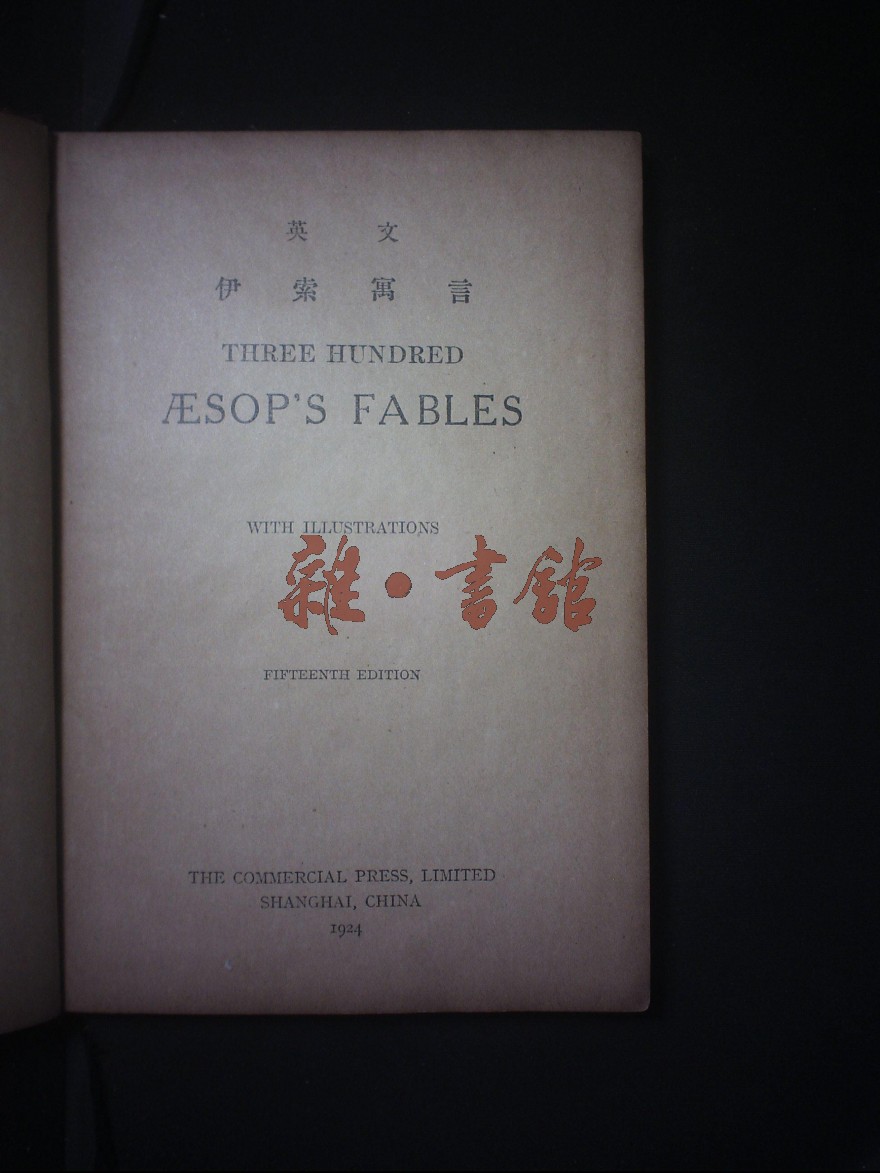 英文
伊索寓言
THREE HUNDRED
ÆSOP'S FABLES
WITH ILLUSTRATIONS
雜·書館
FIFTEENTH EDITION
THE COMMERCIAL PRESS, LIMITED
SHANGHAI, CHINA
1924